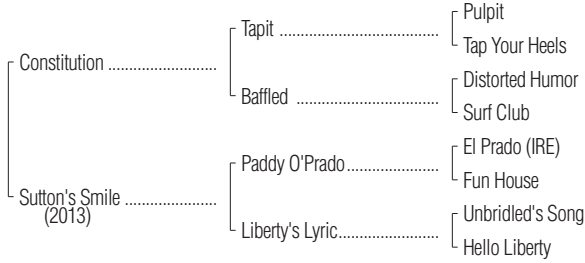 Pulpit
Tapit ................................
Tap Your Heels
Constitution ..........................
Distorted Humor
Baffled ..................................
Surf Club
El Prado (IRE)
Paddy O'Prado.....................
Fun House
Sutton's Smile .....................
(2013)
Unbridled's Song
Liberty's Lyric.......................
Hello Liberty